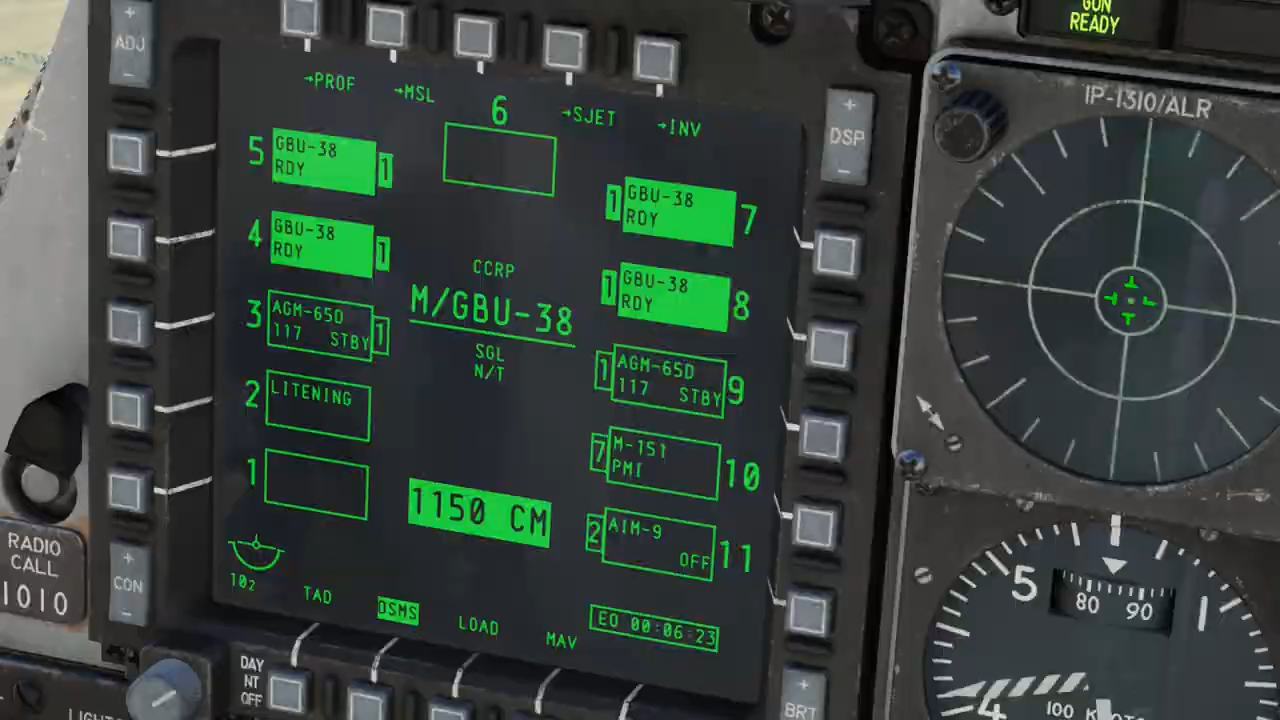 ADJ
GUN
READY
→PROF
→MSL
6
→SJET
→INV
DSP
IP-1310/ALR
5
GBU-38
RDY
1
1
GBU-38
RDY
7
4
GBU-38
RDY
1
CCRP
1
GBU-38
RDY
8
3
AGM-65D
117 STBY
1
M/GBU-38
SGL
N/T
1
AGM-65D
117 STBY
9
2
LITENING
7
M-151
PMI
10
1
1150 CM
2
AIM-9
OFF
11
102
TAD
DSMS
LOAD
MAV
EO 00:06:23
RADIO
CALL
1010
CON
DAY
NT
OFF
BRT
5
80 90
1
4
100